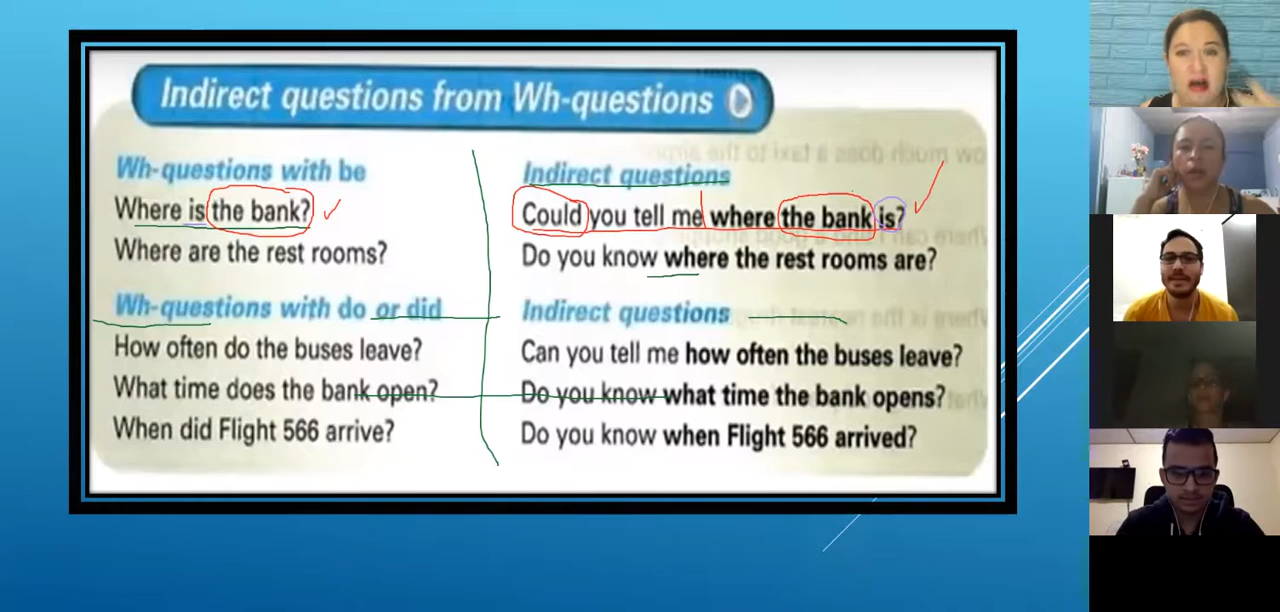 Indirect questions from Wh-questions
Wh-questions with be
Where is the bank?
Where are the rest rooms?
Indirect questions
Could you tell me where the bank is?
Do you know where the rest rooms are?
Wh-questions with do or did
How often do the buses leave?
What time does the bank open?
When did Flight 566 arrive?
Indirect questions
Can you tell me how often the buses leave?
Do you know what time the bank opens?
Do you know when Flight 566 arrived?